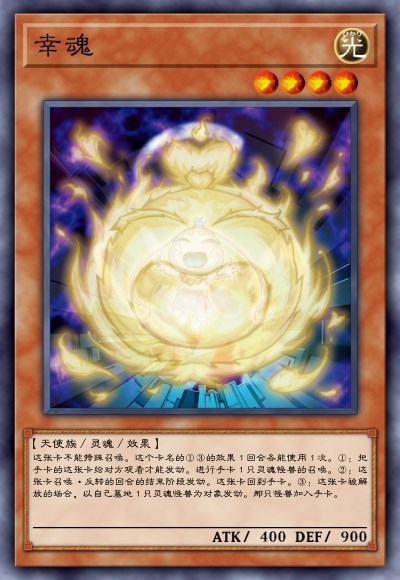 幸魂
ひかり
光
【天使族/灵魂/效果】
这张卡不能特殊召唤。这个卡名的①③的效果1回合各能使用1次。①:把
手卡的这张卡给对方观看才能发动。进行手卡1只灵魂怪兽的召唤。②:这
张卡召唤·反转的回合的结束阶段发动。这张卡回到手卡。③:这张卡被解
放的场合,以自己墓地1只灵魂怪兽为对象发动。那只怪兽加入手卡。
ATK/ 400 DEF/ 900